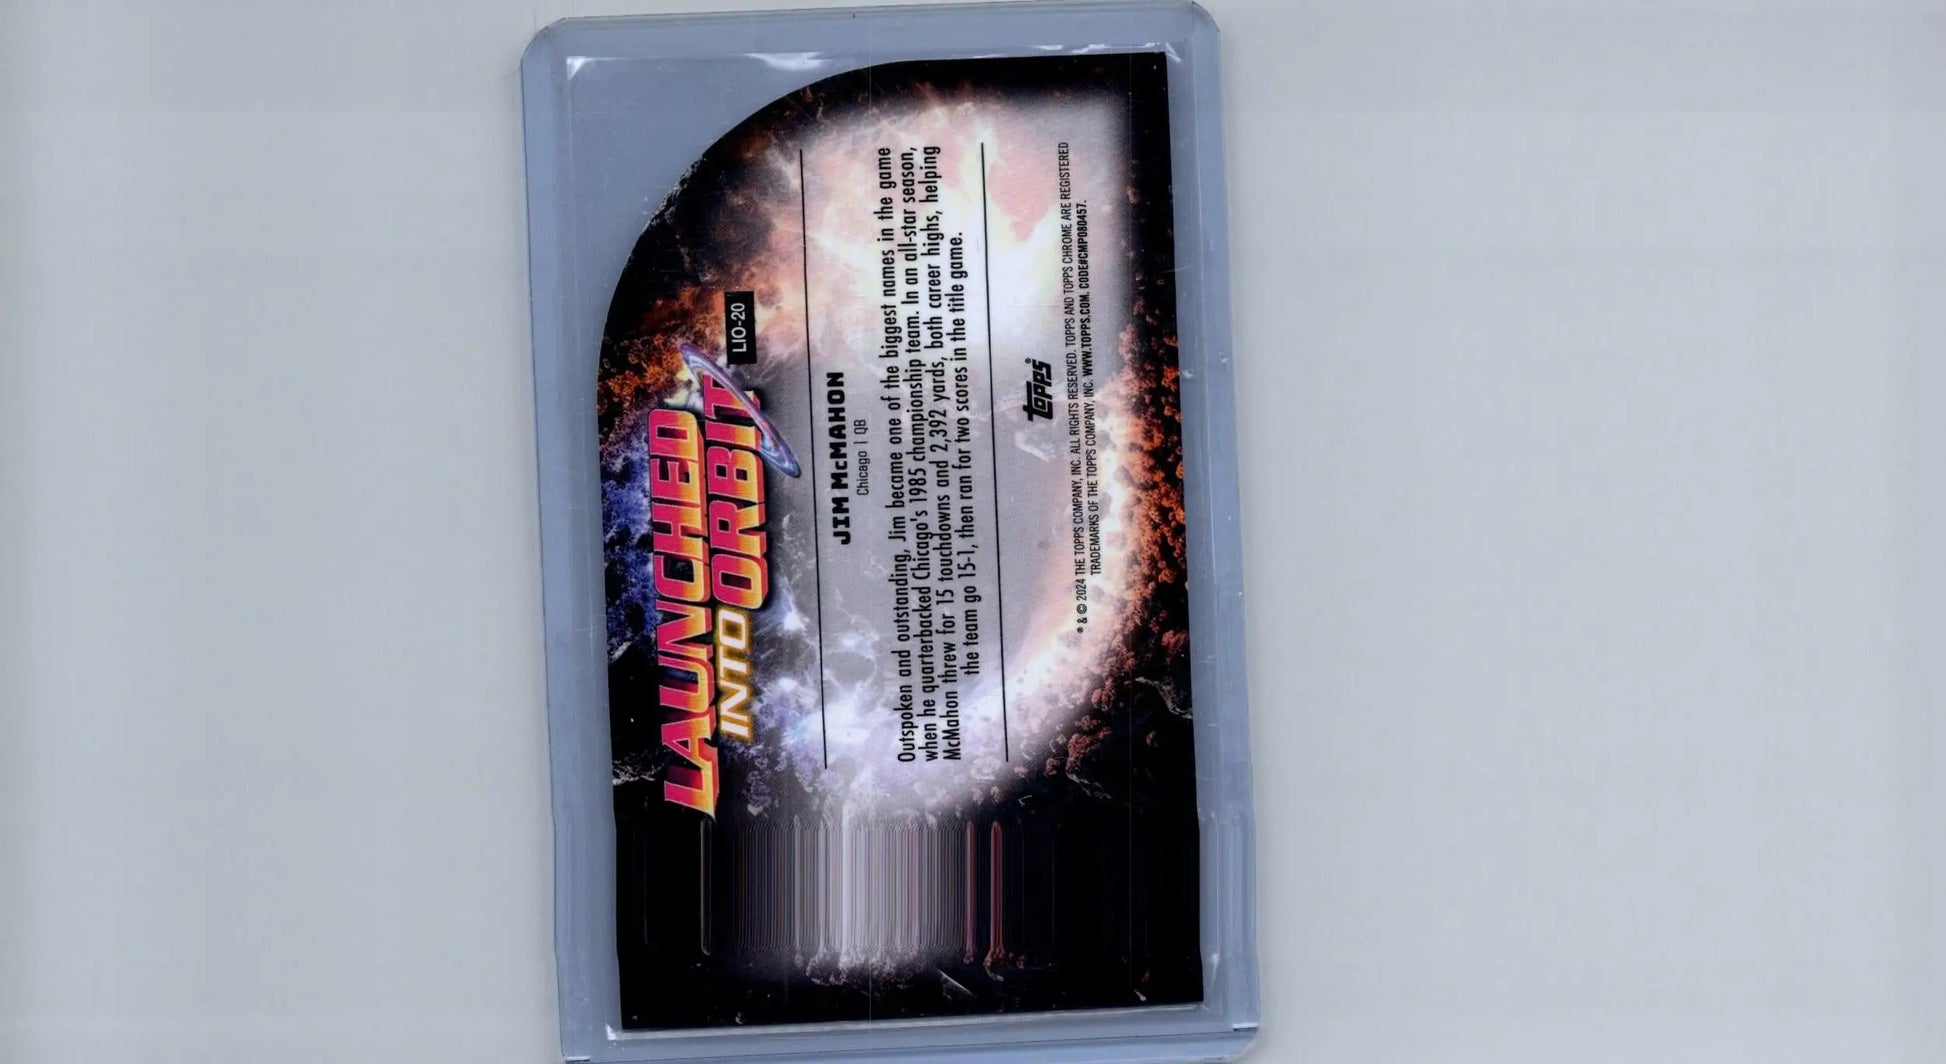 LAUNCHED
INTO ORBIT
LIO-20
JIM McMAHON
Chicago | QB
Outspoken and outstanding, Jim became one of the biggest names in the game
when he quarterbacked Chicago's 1985 championship team. In an all-star season,
McMahon threw for 15 touchdowns and 2,392 yards, both career highs, helping
the team go 15-1, then ran for two scores in the title game.
topps®
® & © 2024 THE TOPPS COMPANY, INC. ALL RIGHTS RESERVED. TOPPS AND TOPPS CHROME ARE REGISTERED
TRADEMARKS OF THE TOPPS COMPANY, INC. WWW.TOPPS.COM. CODE#CMP080457.